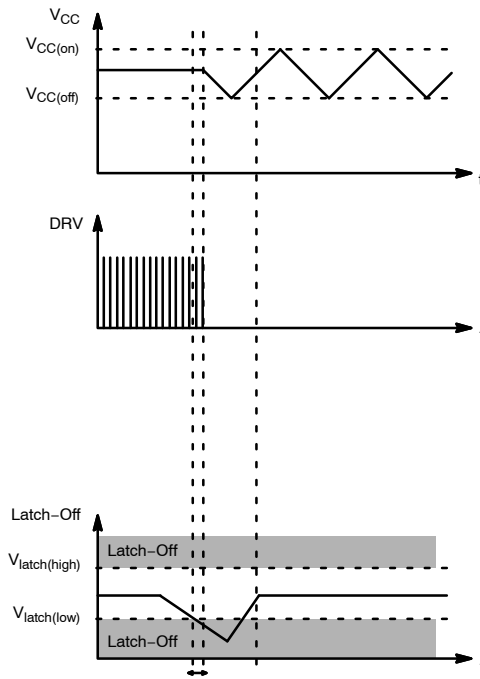 VCC
VCC(on)
VCC(off)
t
DRV
Latch–Off
Latch–Off
Vlatch(high)
Vlatch(low)
Latch–Off